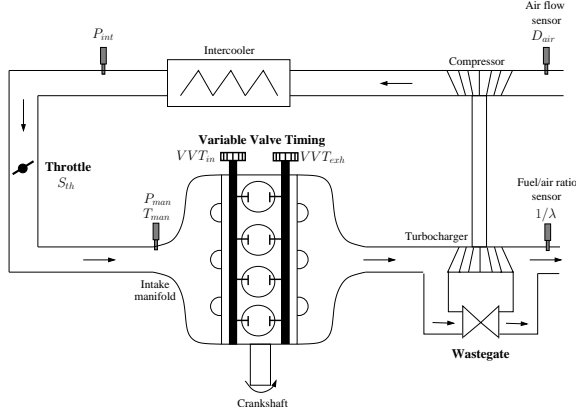 Air flow
sensor
D_air
P_int
Intercooler
Compressor
Variable Valve Timing
VVT_in
VVT_exh
Throttle
S_th
P_man
T_man
Fuel/air ratio
sensor
1/λ
Turbocharger
Intake
manifold
Wastegate
Crankshaft